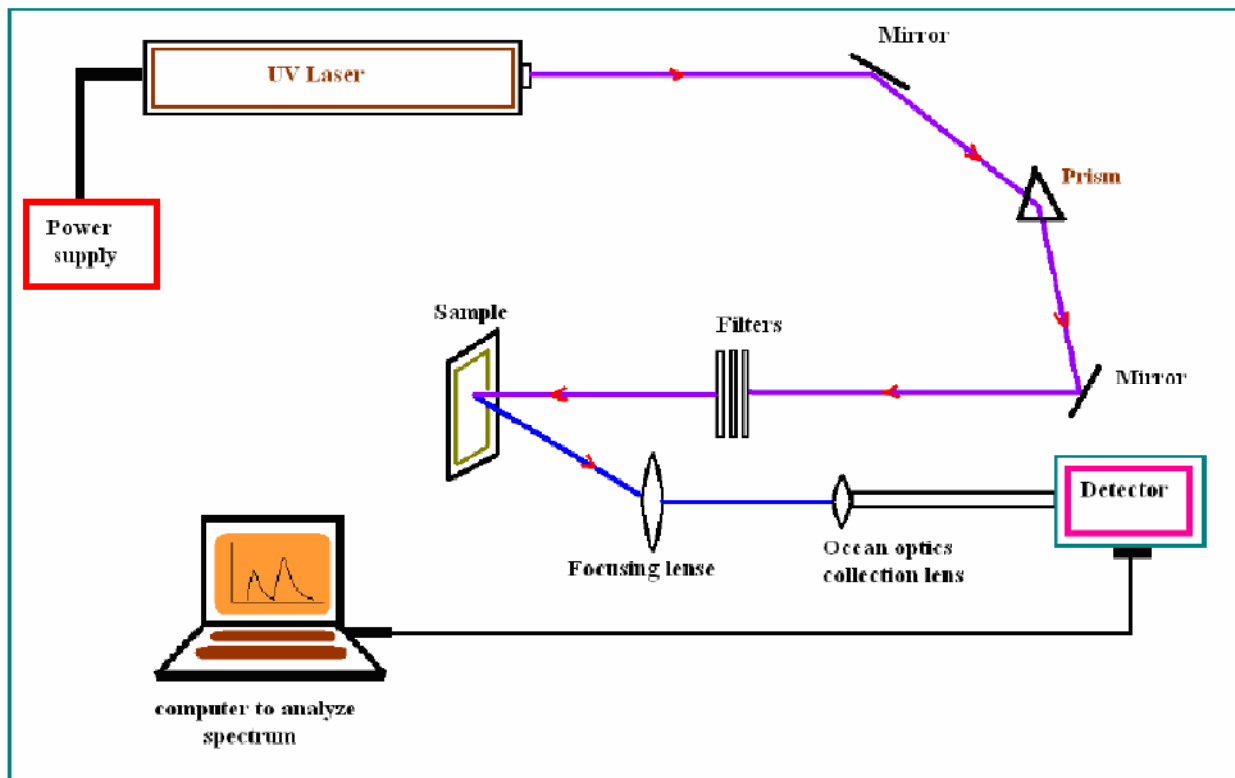 Mirror
UV Laser
Prism
Power
supply
Sample
Filters
Mirror
Detector
Focusing lense
Ocean optics
collection lens
computer to analyze
spectrum